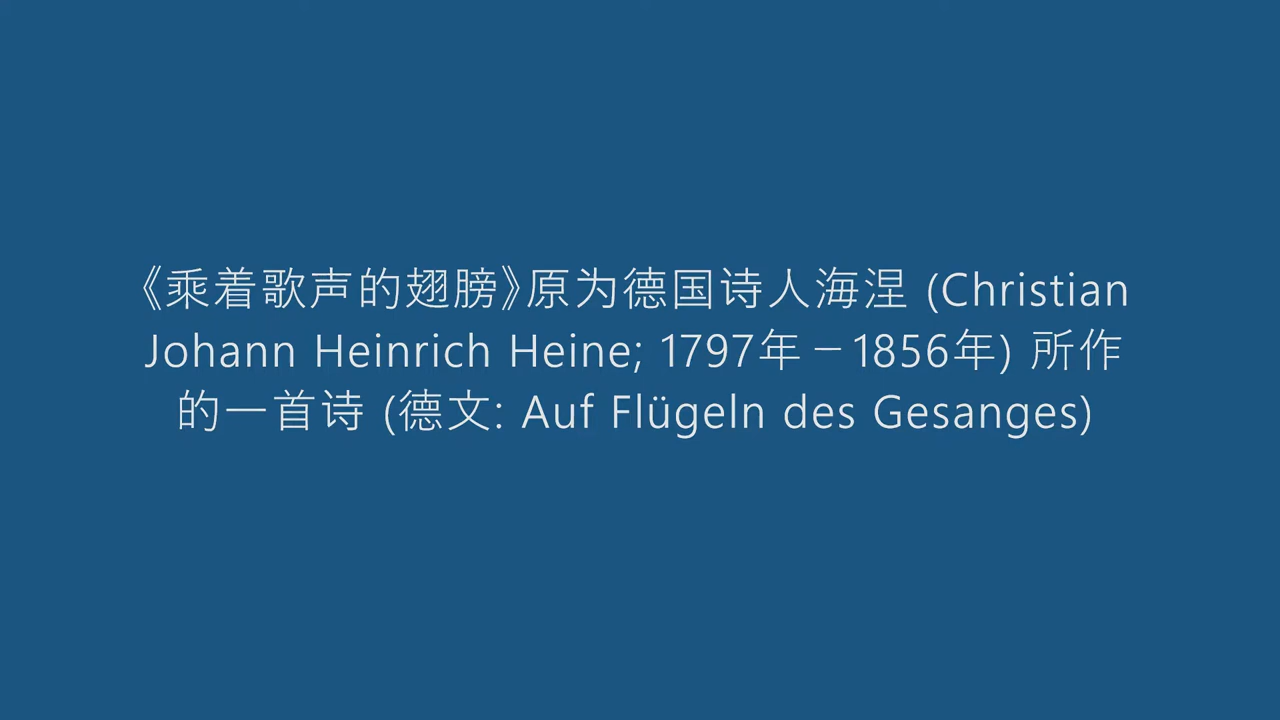 《乘着歌声的翅膀》原为德国诗人海涅 (Christian
Johann Heinrich Heine; 1797年－1856年) 所作
的一首诗 (德文: Auf Flügeln des Gesanges)